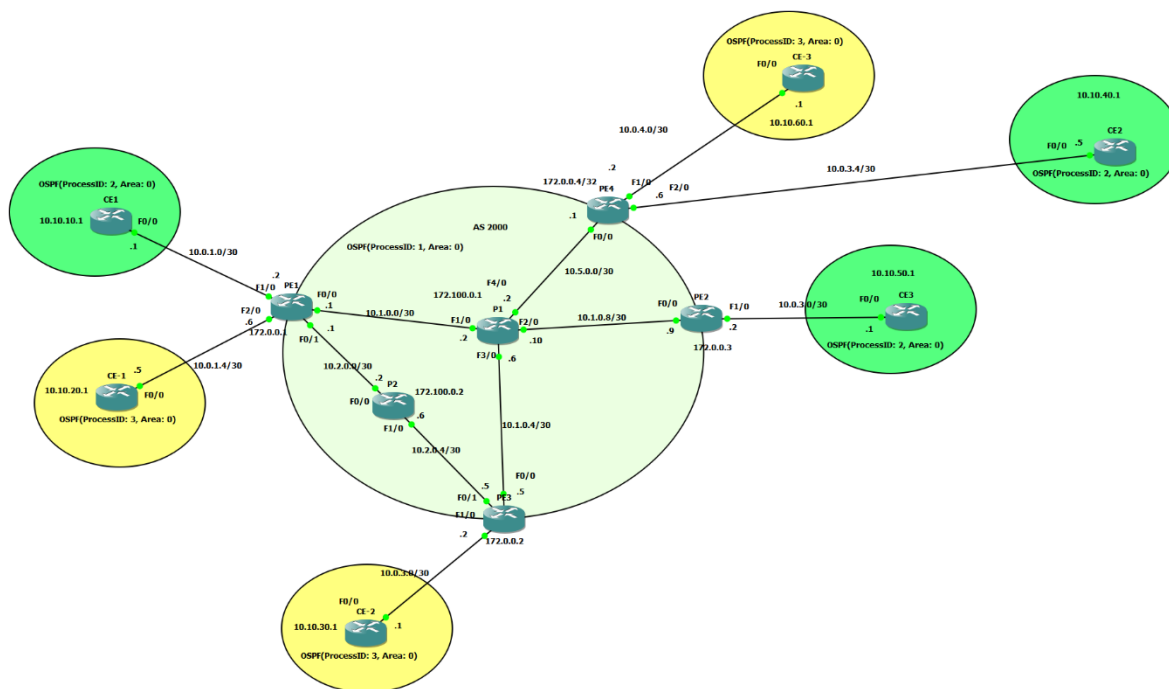 OSPF(ProcessID: 3, Area: 0)
CE-3
F0/0
.1
10.10.60.1
10.0.4.0/30
10.10.40.1
CE2
.5
F0/0
OSPF(ProcessID: 2, Area: 0)
10.0.3.4/30
.2
172.0.0.4/32
PE4
F1/0
F2/0
.6
.1
F0/0
OSPF(ProcessID: 2, Area: 0)
CE1
10.10.10.1
F0/0
.1
10.0.1.0/30
AS 2000
OSPF(ProcessID: 1, Area: 0)
10.5.0.0/30
.2
PE1
F1/0
F0/0
.1
F2/0
.6
172.0.0.1
.1
F0/1
10.1.0.0/30
F4/0
172.100.0.1
.2
P1
F1/0
F2/0
.2
.10
F3/0
.6
10.1.0.8/30
PE2
F0/0
F1/0
.9
.2
172.0.0.3
10.0.3.0/30
10.10.50.1
F0/0
CE3
.1
OSPF(ProcessID: 2, Area: 0)
10.0.1.4/30
.5
CE-1
10.10.20.1
F0/0
OSPF(ProcessID: 3, Area: 0)
10.2.0.0/30
.2
P2
172.100.0.2
F0/0
.6
F1/0
10.2.0.4/30
10.1.0.4/30
F0/0
.5
.5
F0/1
PE3
F1/0
.2
172.0.0.2
10.0.3.0/30
F0/0
CE-2
10.10.30.1
.1
OSPF(ProcessID: 3, Area: 0)